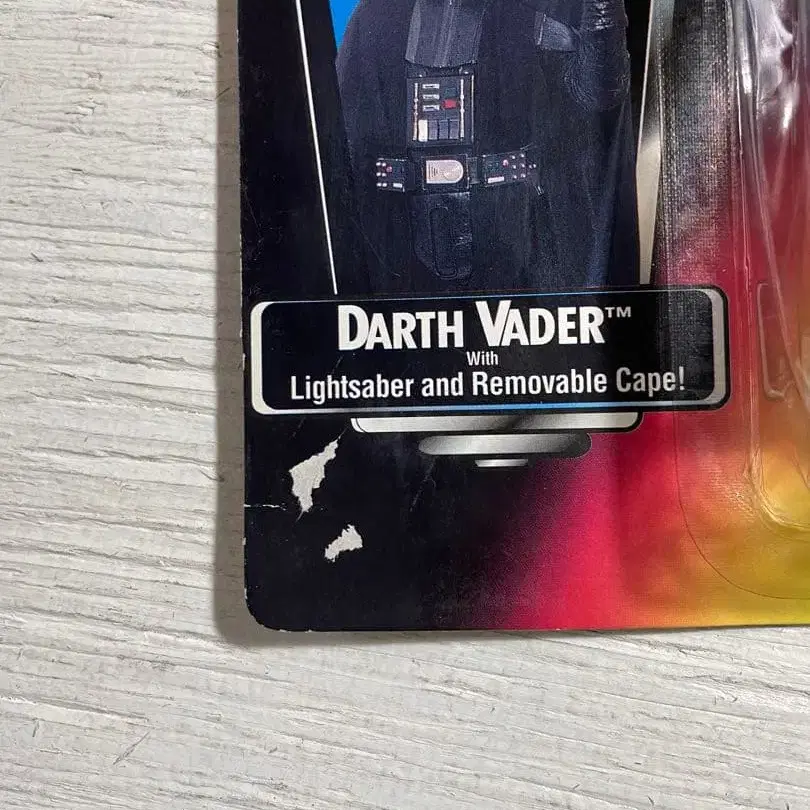 DARTH VADER™
With
Lightsaber and Removable Cape!